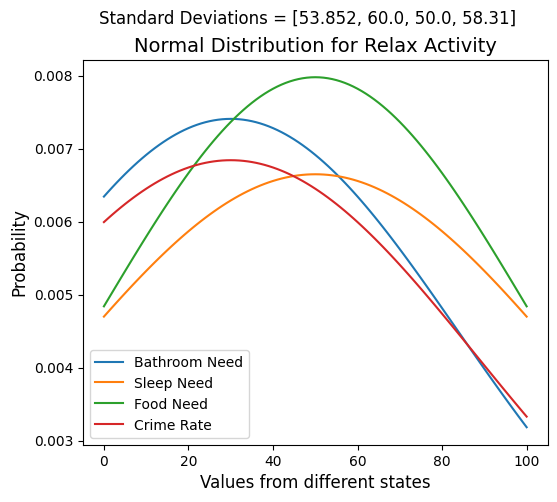 Standard Deviations = [53.852, 60.0, 50.0, 58.31]
Normal Distribution for Relax Activity
0.008
0.007
0.006
0.005
0.004
0.003
Probability
Bathroom Need
Sleep Need
Food Need
Crime Rate
0 20 40 60 80 100
Values from different states